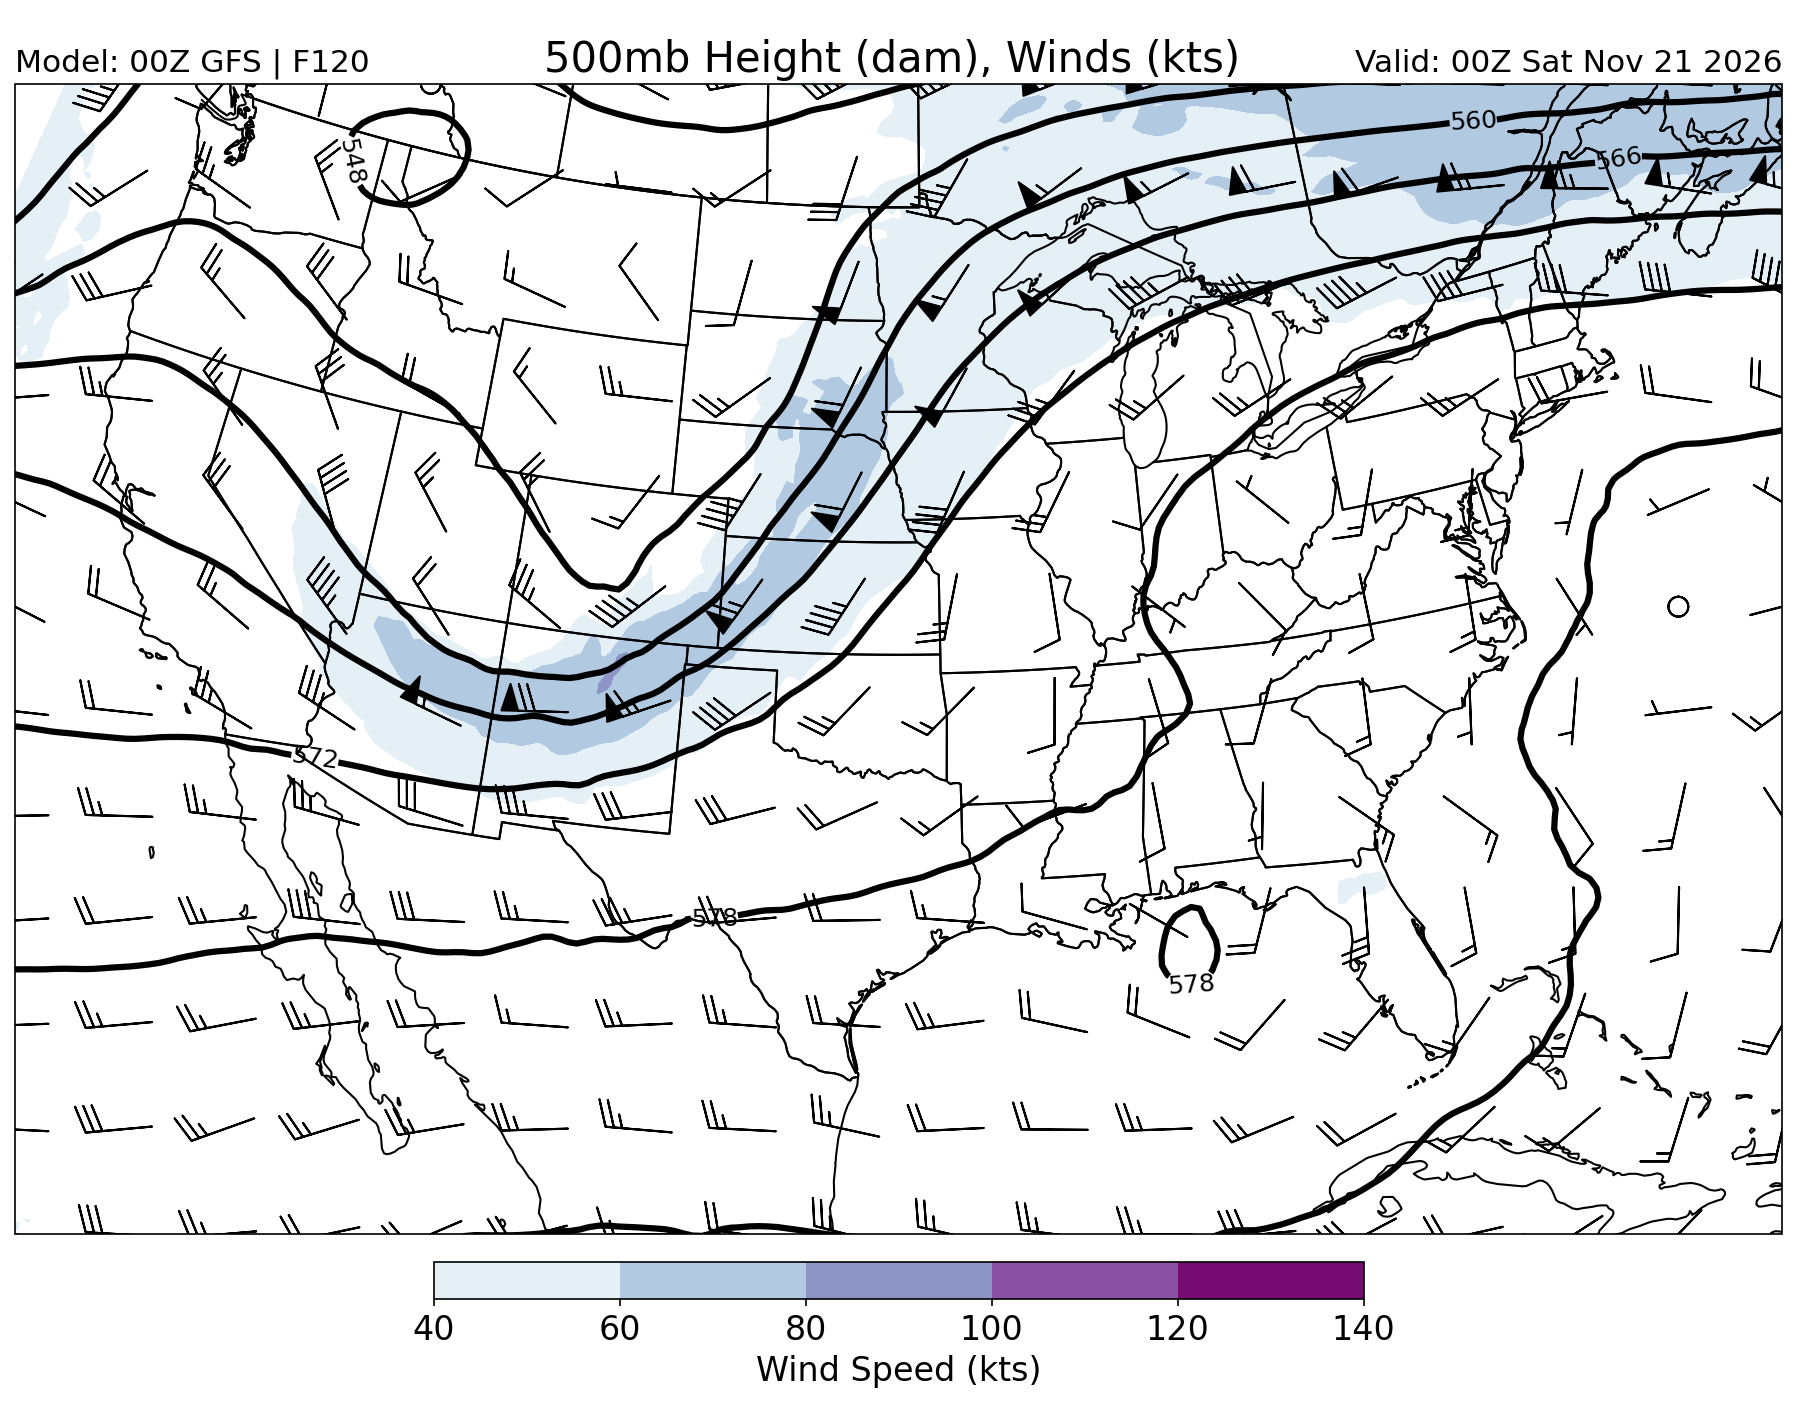 Model: 00Z GFS | F120
500mb Height (dam), Winds (kts)
Valid: 00Z Sat Nov 21 2026
560
548
566
572
578
578
40 60 80 100 120 140
Wind Speed (kts)